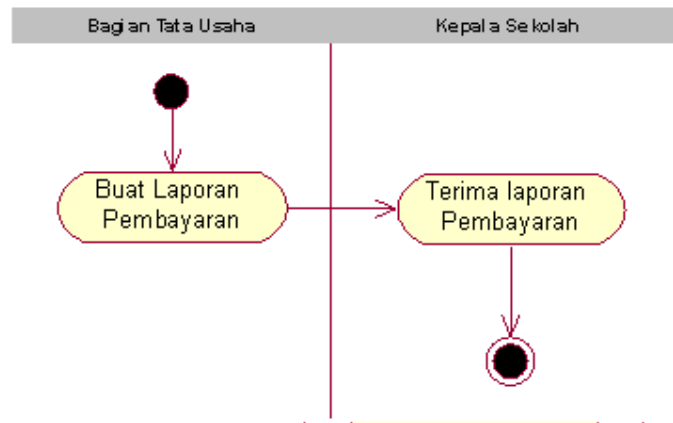 Bagian Tata Usaha
Kepala Sekolah
Buat Laporan
Pembayaran
Terima laporan
Pembayaran